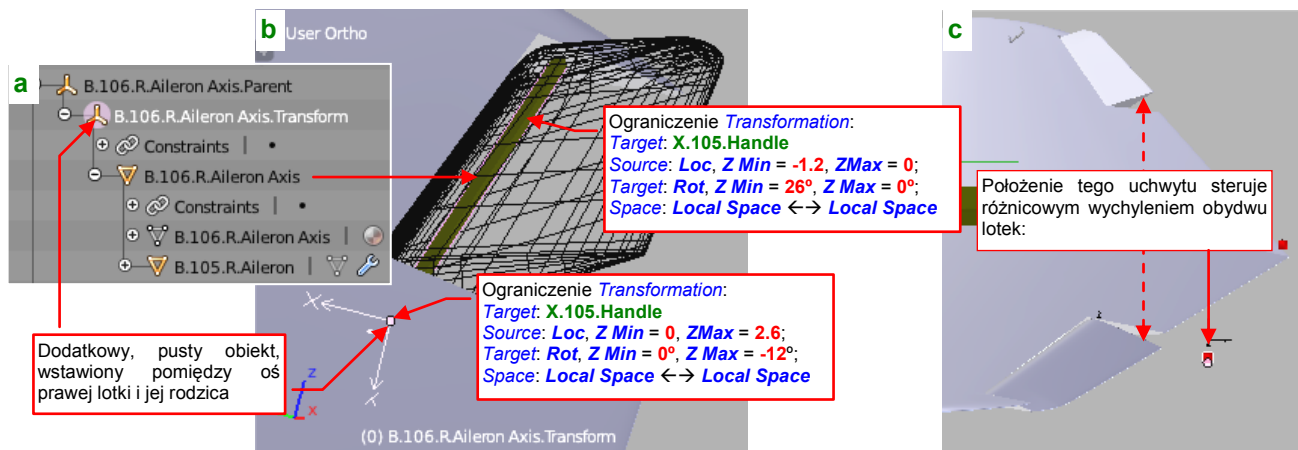 a
B.106.R.Aileron Axis.Parent
B.106.R.Aileron Axis.Transform
Constraints | •
B.106.R.Aileron Axis
Constraints | •
B.106.R.Aileron Axis |
B.105.R.Aileron |
Dodatkowy, pusty obiekt,
wstawiony pomiędzy oś
prawej lotki i jej rodzica
b
User Ortho
Ograniczenie Transformation:
Target: X.105.Handle
Source: Loc, Z Min = -1.2, ZMax = 0;
Target: Rot, Z Min = 26º, Z Max = 0º;
Space: Local Space ←→ Local Space
Ograniczenie Transformation:
Target: X.105.Handle
Source: Loc, Z Min = 0, ZMax = 2.6;
Target: Rot, Z Min = 0º, Z Max = -12º;
Space: Local Space ←→ Local Space
z
x
(0) B.106.R.Aileron Axis.Transform
c
Położenie tego uchwytu steruje
różnicowym wychyleniem obydwu
lotek: